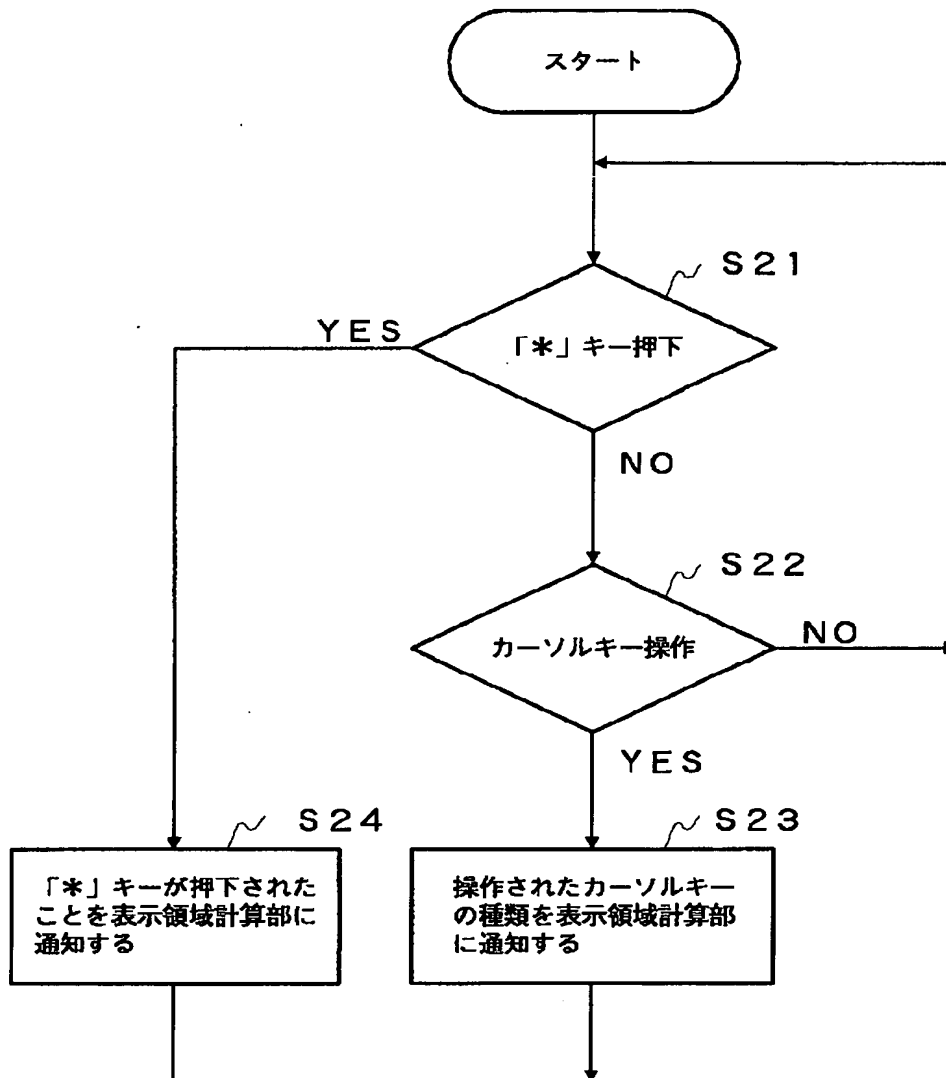 スタート
S21
YES
「*」キー押下
NO
S22
カーソルキー操作
NO
YES
S24
「*」キーが押下された
ことを表示領域計算部に
通知する
S23
操作されたカーソルキー
の種類を表示領域計算部
に通知する